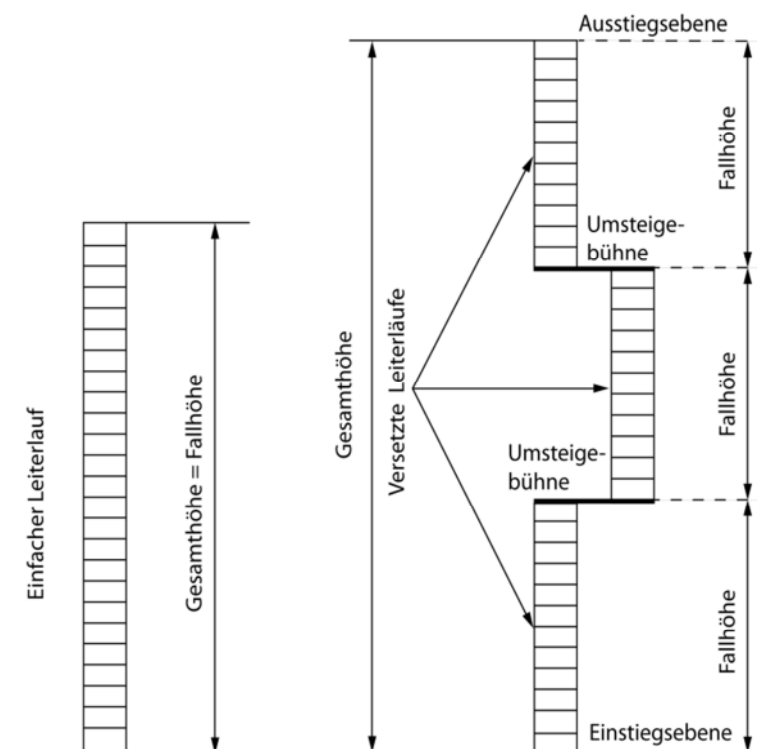 Einfacher Leiterlauf
Gesamthöhe = Fallhöhe
Gesamthöhe
Versetzte Leiterläufe
Ausstiegsebene
Fallhöhe
Umsteige-
bühne
Fallhöhe
Umsteige-
bühne
Fallhöhe
Einstiegsebene